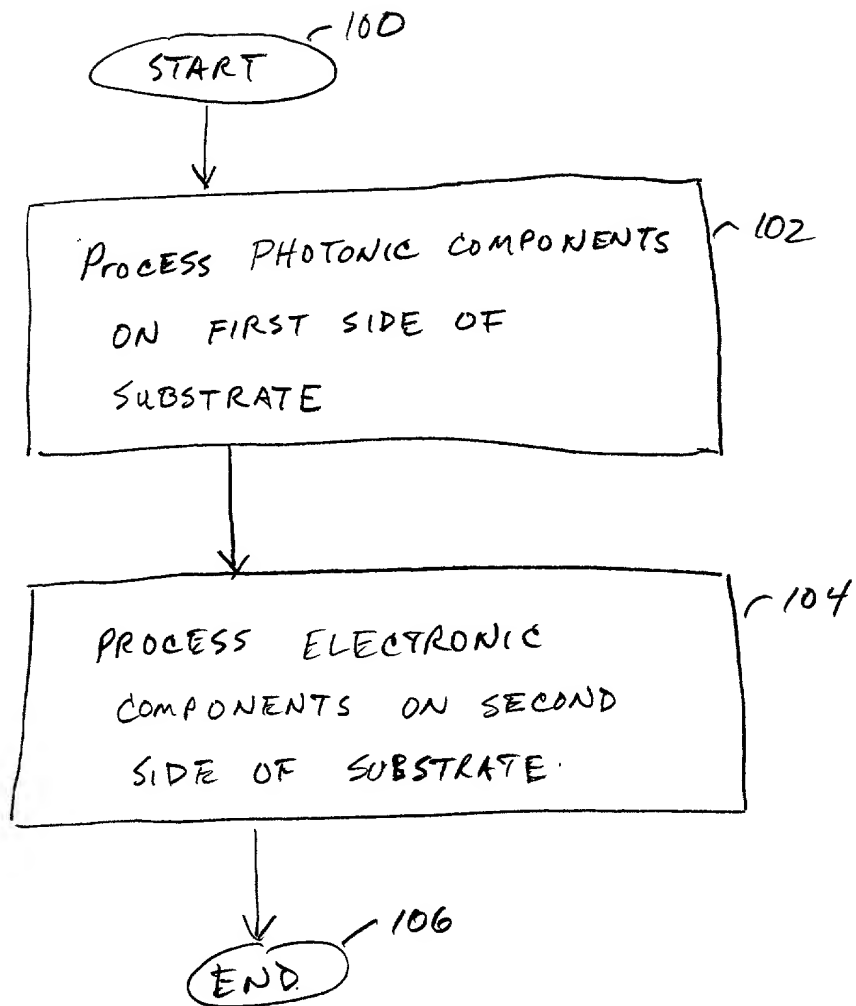 100
START
PROCESS PHOTONIC COMPONENTS
ON FIRST SIDE OF
SUBSTRATE
102
PROCESS ELECTRONIC
COMPONENTS ON SECOND
SIDE OF SUBSTRATE.
104
106
END